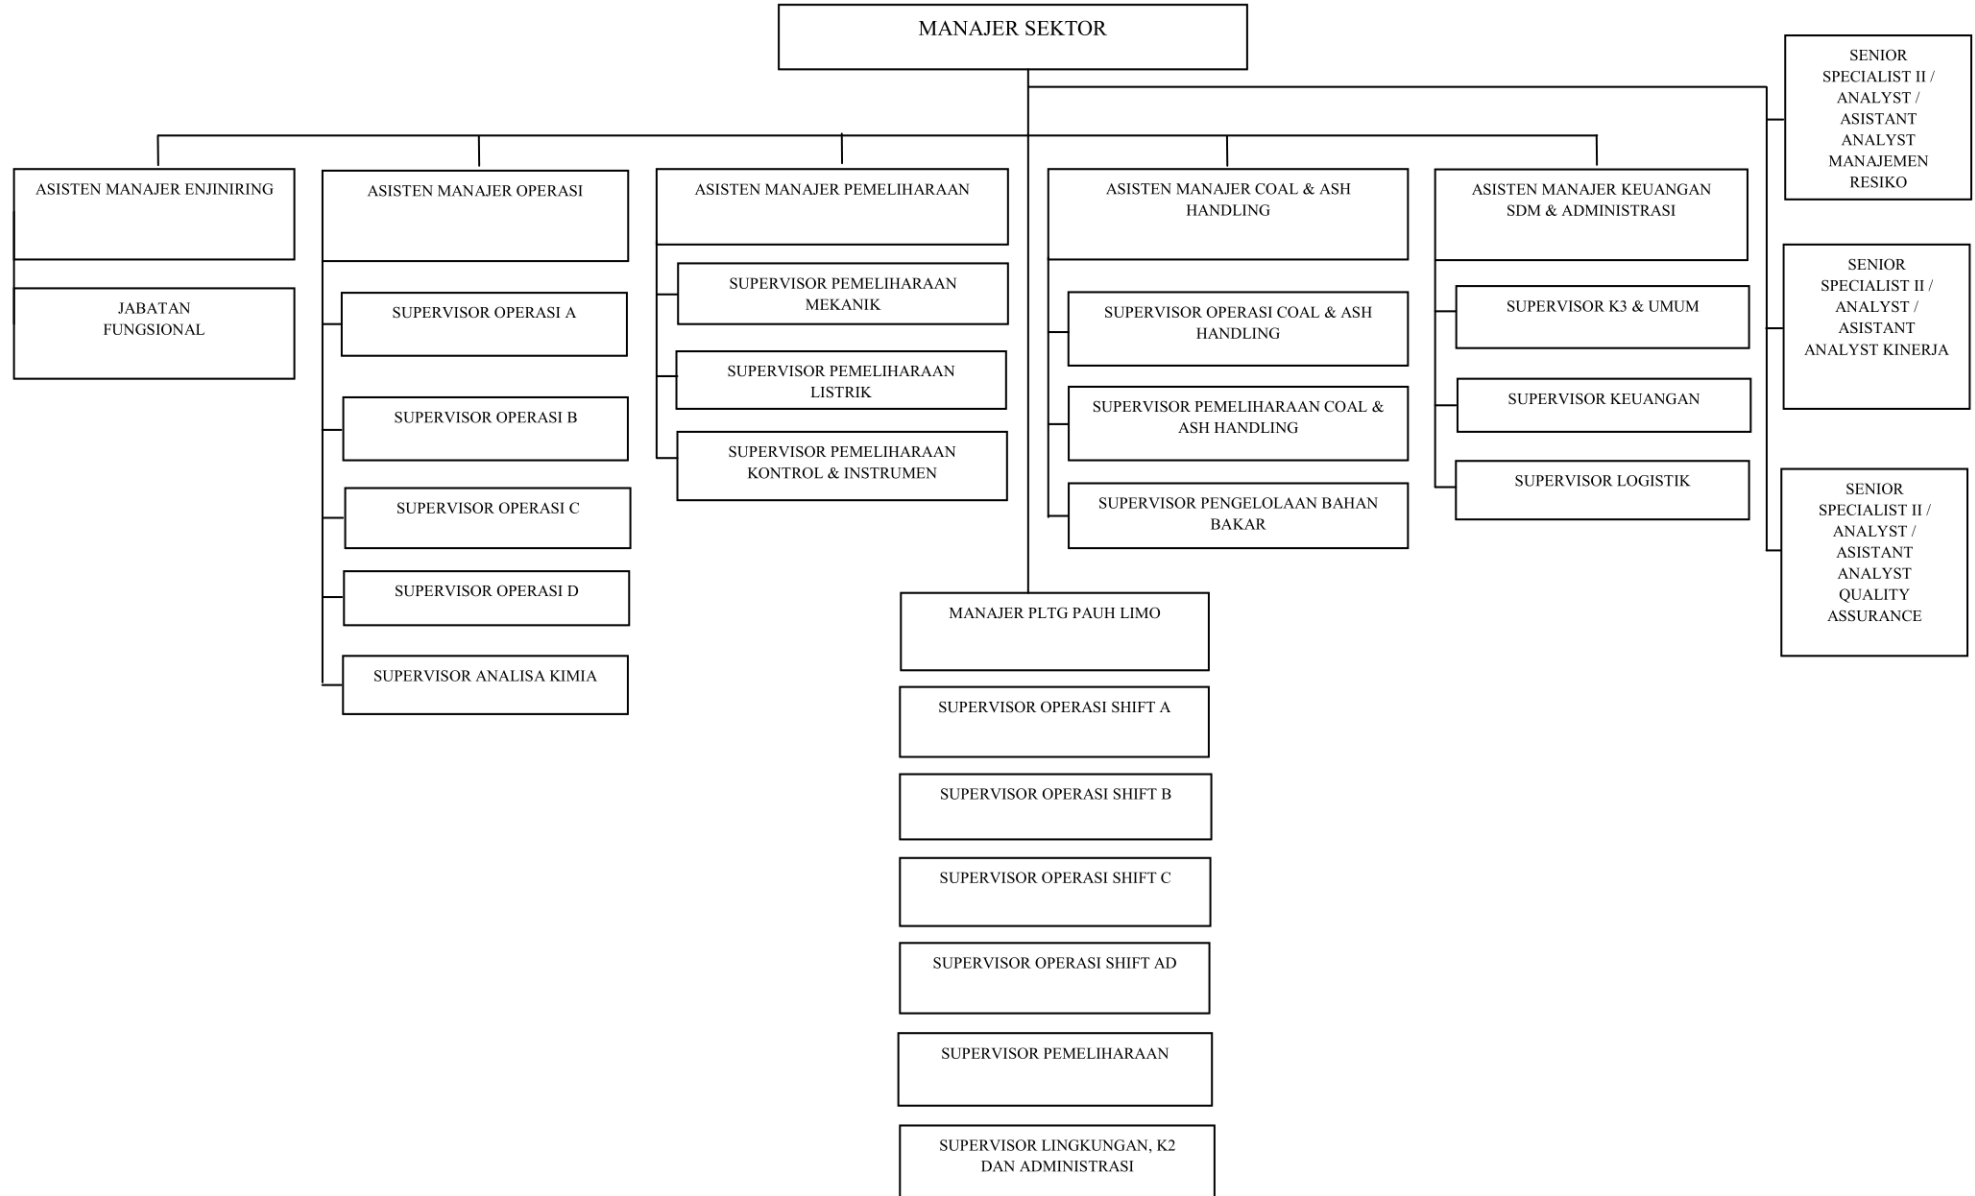 MANAJER SEKTOR
SENIOR
SPECIALIST II /
ANALYST /
ASISTANT
ANALYST
MANAJEMEN
RESIKO
ASISTEN MANAJER ENJINIRING
JABATAN
FUNGSIONAL
ASISTEN MANAJER OPERASI
SUPERVISOR OPERASI A
SUPERVISOR OPERASI B
SUPERVISOR OPERASI C
SUPERVISOR OPERASI D
SUPERVISOR ANALISA KIMIA
ASISTEN MANAJER PEMELIHARAAN
SUPERVISOR PEMELIHARAAN
MEKANIK
SUPERVISOR PEMELIHARAAN
LISTRIK
SUPERVISOR PEMELIHARAAN
KONTROL & INSTRUMEN
ASISTEN MANAJER COAL & ASH
HANDLING
SUPERVISOR OPERASI COAL & ASH
HANDLING
SUPERVISOR PEMELIHARAAN COAL &
ASH HANDLING
SUPERVISOR PENGELOLAAN BAHAN
BAKAR
ASISTEN MANAJER KEUANGAN
SDM & ADMINISTRASI
SUPERVISOR K3 & UMUM
SUPERVISOR KEUANGAN
SUPERVISOR LOGISTIK
SENIOR
SPECIALIST II /
ANALYST /
ASISTANT
ANALYST KINERJA
SENIOR
SPECIALIST II /
ANALYST /
ASISTANT
ANALYST
QUALITY
ASSURANCE
MANAJER PLTG PAUH LIMO
SUPERVISOR OPERASI SHIFT A
SUPERVISOR OPERASI SHIFT B
SUPERVISOR OPERASI SHIFT C
SUPERVISOR OPERASI SHIFT AD
SUPERVISOR PEMELIHARAAN
SUPERVISOR LINGKUNGAN, K2
DAN ADMINISTRASI